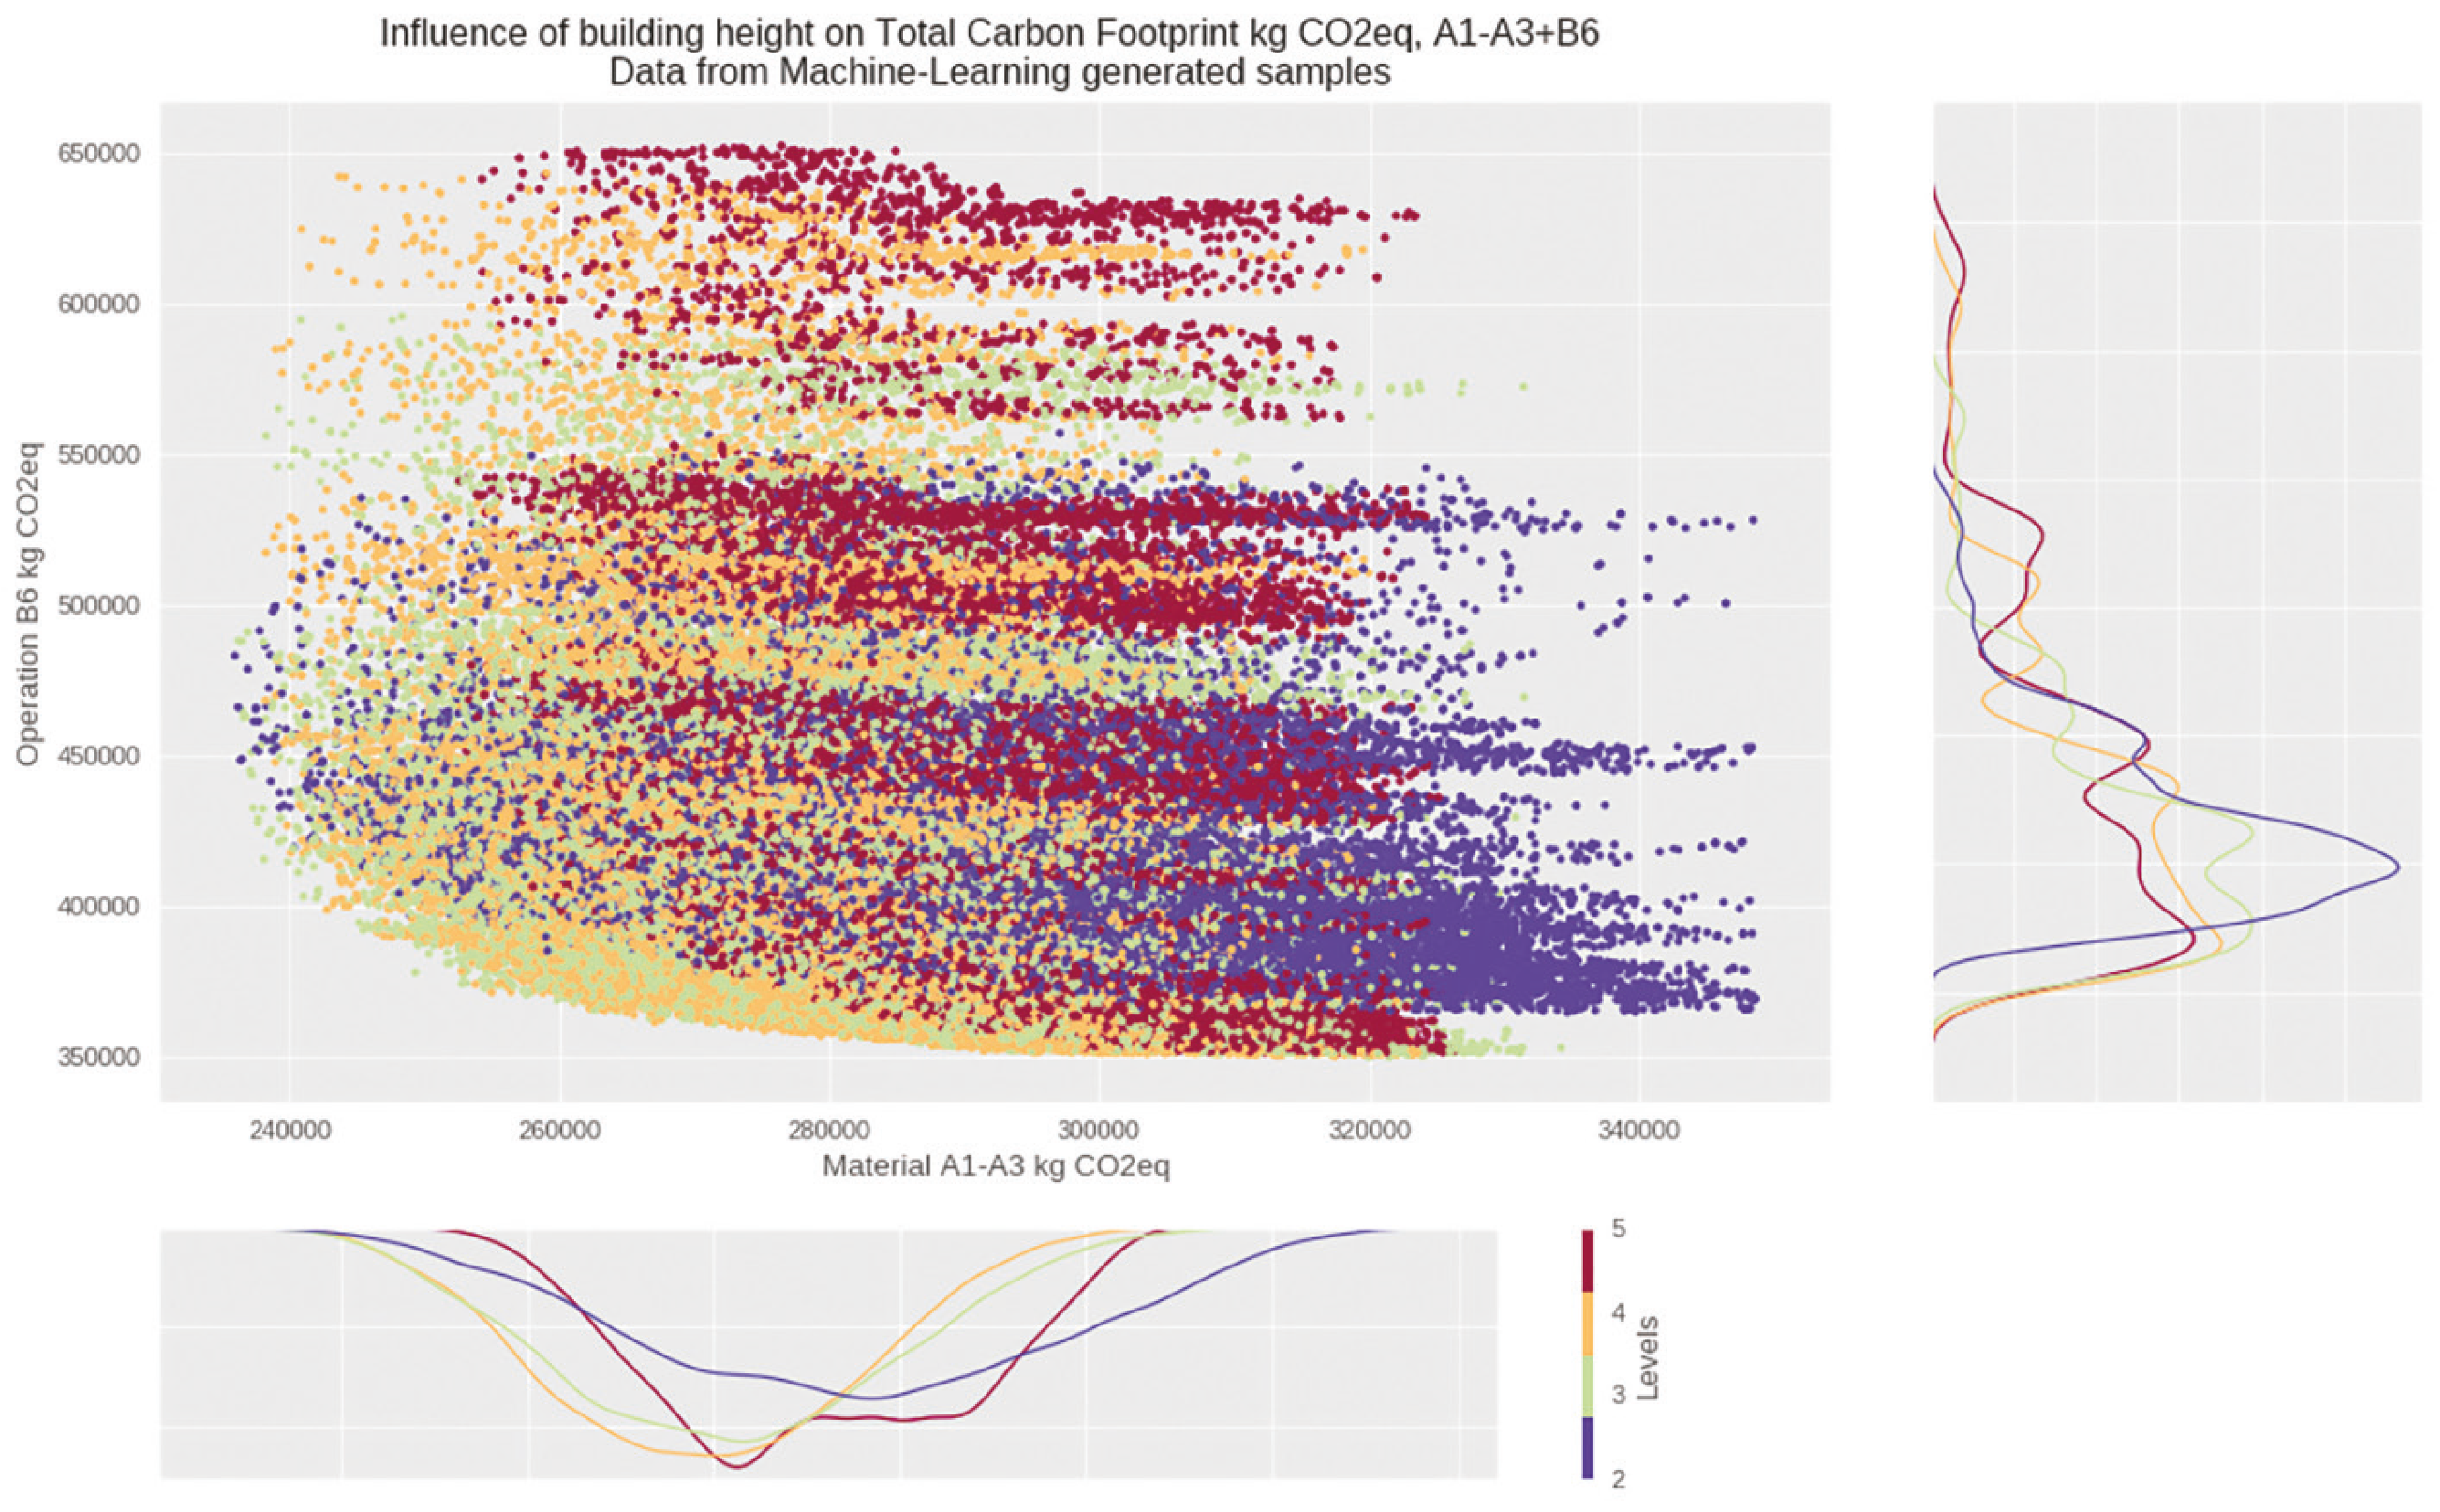 Influence of building height on Total Carbon Footprint kg CO2eq, A1-A3+B6
Data from Machine-Learning generated samples
Operation B6 kg CO2eq
650000
600000
550000
500000
450000
400000
350000
240000 260000 280000 300000 320000 340000
Material A1-A3 kg CO2eq
5
4
3
2
Levels